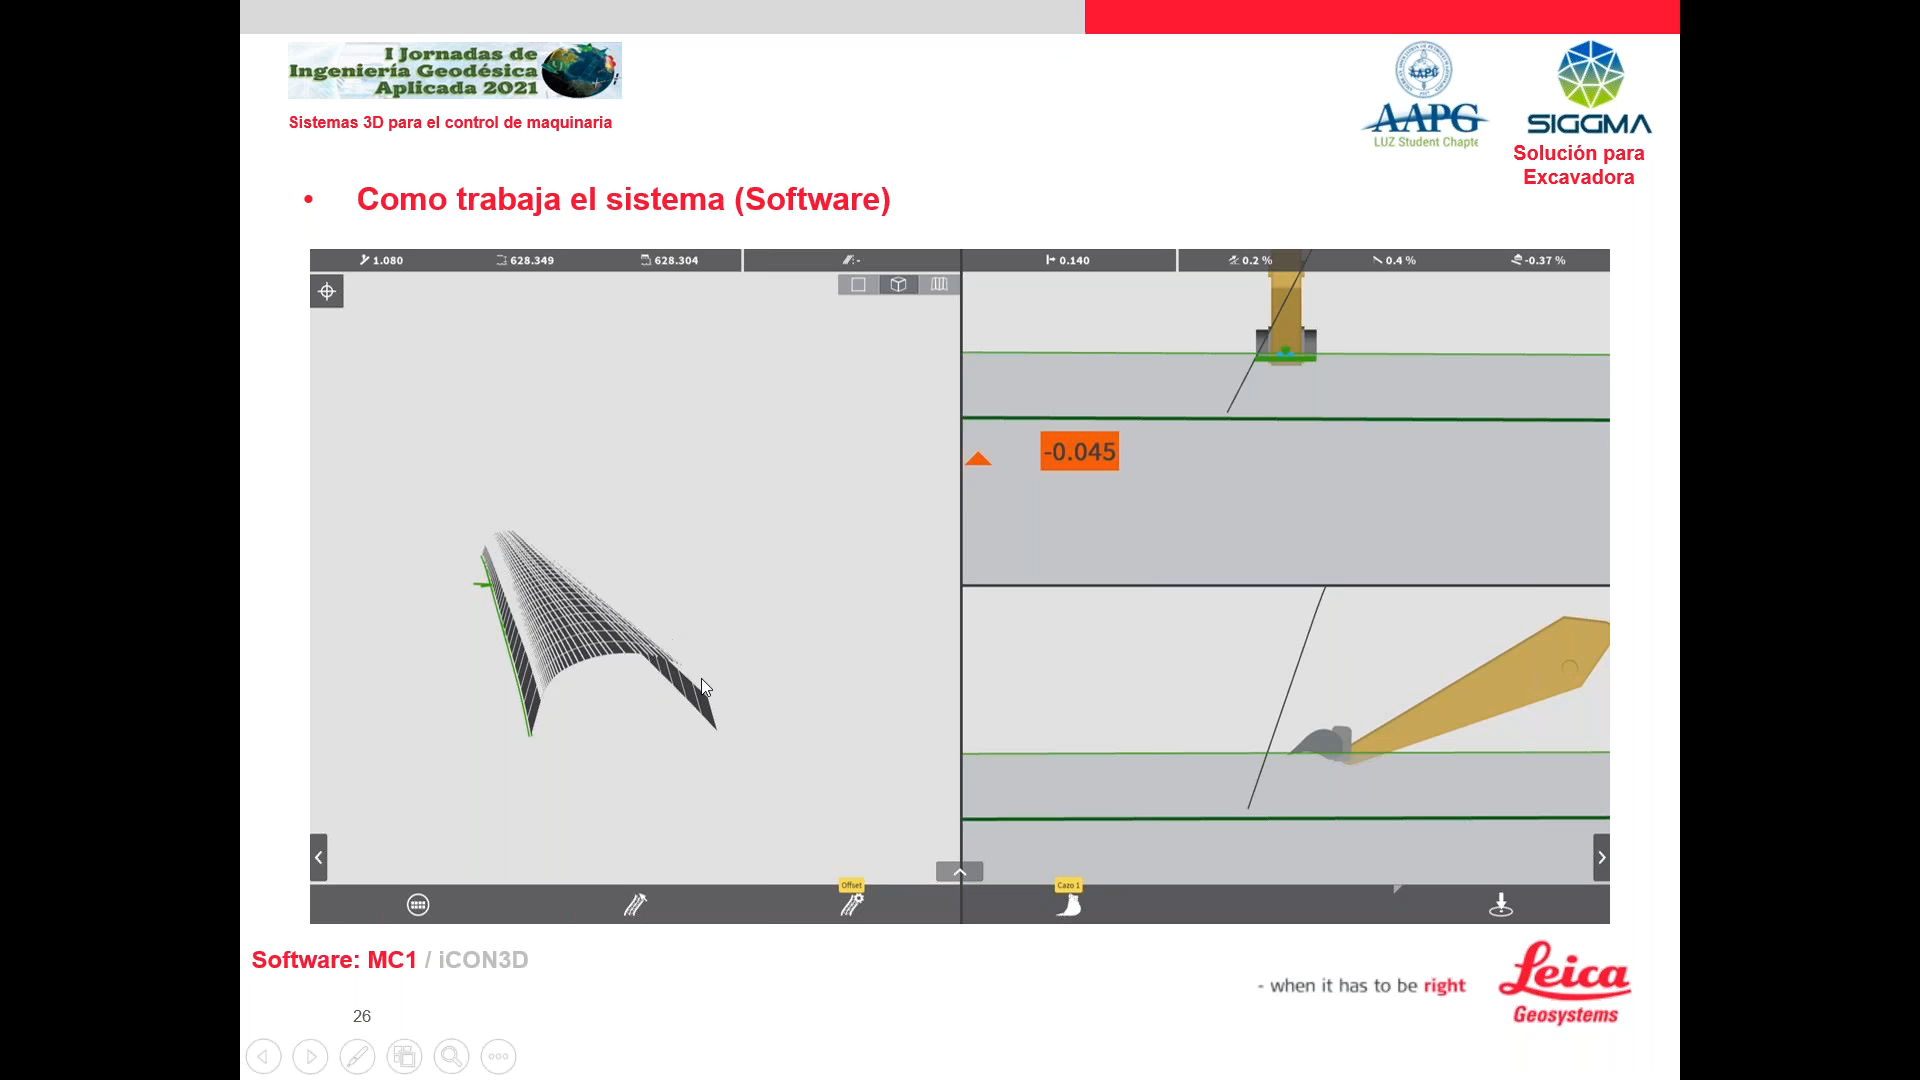 I Jornadas de
Ingeniería Geodésica
Aplicada 2021
Sistemas 3D para el control de maquinaria
AAPG
AAPG
LUZ Student Chapte
SIGGMA
Solución para
Excavadora
• Como trabaja el sistema (Software)
1.080 628.349 628.304 - 0.140 0.2 % 0.4 % -0.37 %
-0.045
Offset
Cazo 1
Software: MC1 / iCON3D
- when it has to be right
Leica
Geosystems
26